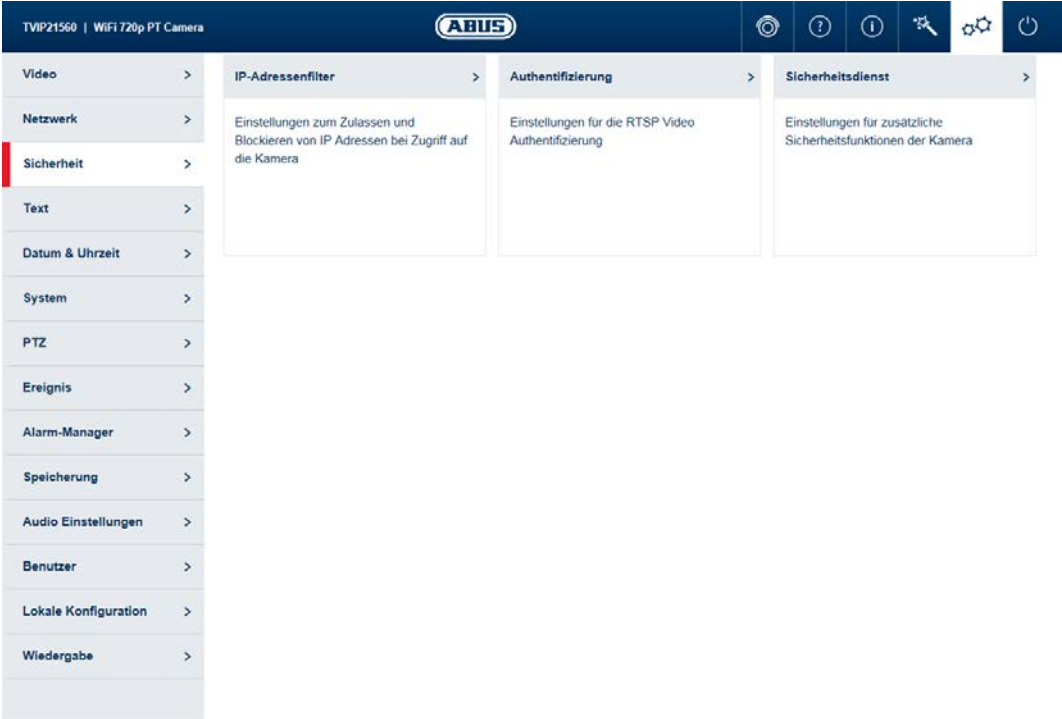 TVIP21560 | WiFi 720p PT Camera
ABUS
Video
Netzwerk
Sicherheit
Text
Datum & Uhrzeit
System
PTZ
Ereignis
Alarm-Manager
Speicherung
Audio Einstellungen
Benutzer
Lokale Konfiguration
Wiedergabe
IP-Adressenfilter
Einstellungen zum Zulassen und
Blockieren von IP Adressen bei Zugriff auf
die Kamera
Authentifizierung
Einstellungen für die RTSP Video
Authentifizierung
Sicherheitsdienst
Einstellungen für zusätzliche
Sicherheitsfunktionen der Kamera